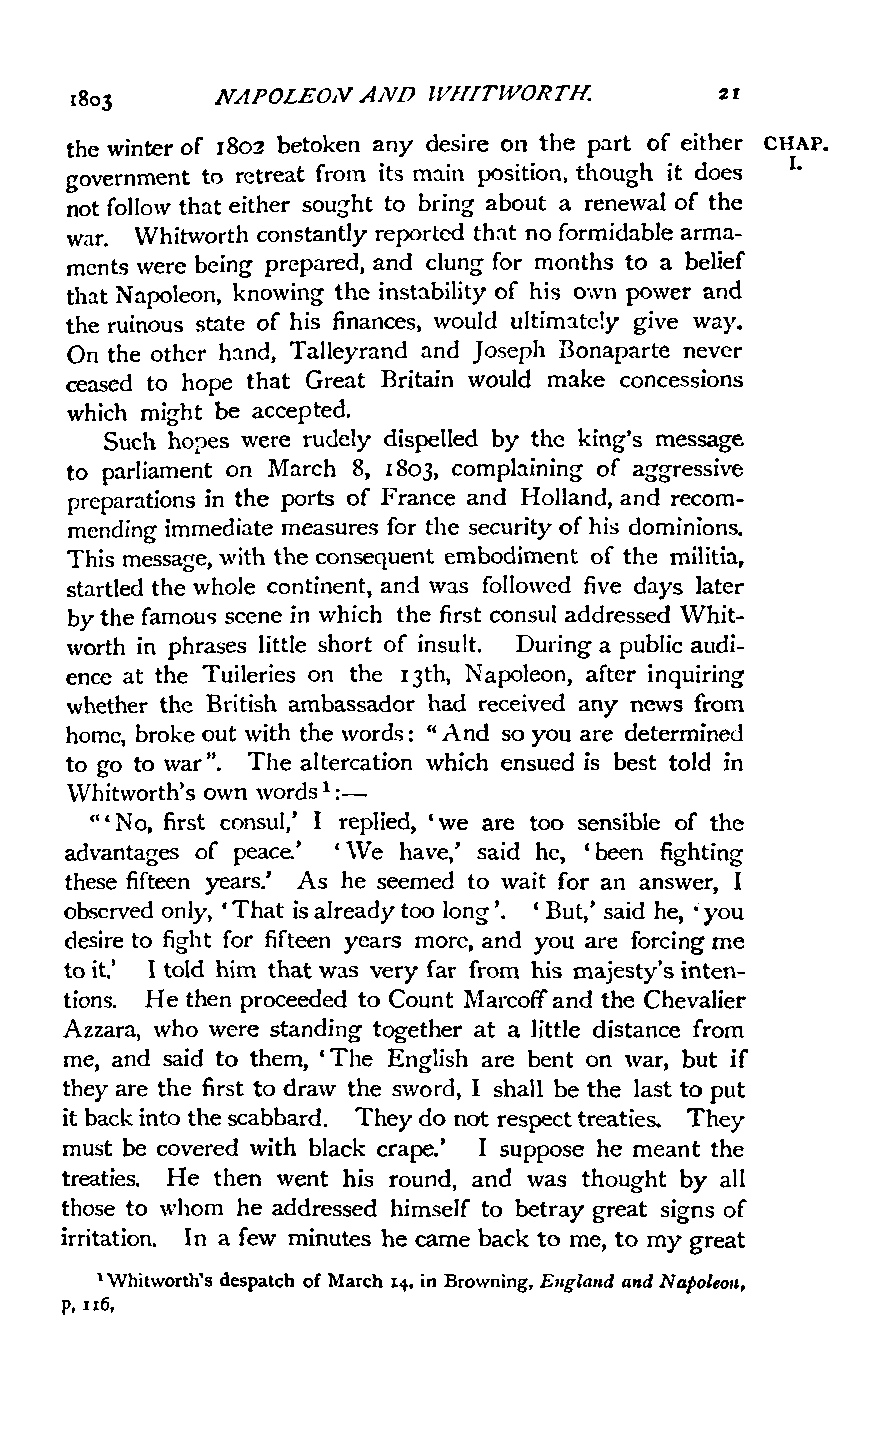 1803 NAPOLEON AND WHITWORTH. 21
the winter of 1802 betoken any desire on the part of either CHAP.
government to retreat from its main position, though it does I.
not follow that either sought to bring about a renewal of the
war. Whitworth constantly reported that no formidable arma-
ments were being prepared, and clung for months to a belief
that Napoleon, knowing the instability of his own power and
the ruinous state of his finances, would ultimately give way.
On the other hand, Talleyrand and Joseph Bonaparte never
ceased to hope that Great Britain would make concessions
which might be accepted.
Such hopes were rudely dispelled by the king's message
to parliament on March 8, 1803, complaining of aggressive
preparations in the ports of France and Holland, and recom-
mending immediate measures for the security of his dominions.
This message, with the consequent embodiment of the militia,
startled the whole continent, and was followed five days later
by the famous scene in which the first consul addressed Whit-
worth in phrases little short of insult. During a public audi-
ence at the Tuileries on the 13th, Napoleon, after inquiring
whether the British ambassador had received any news from
home, broke out with the words: "And so you are determined
to go to war". The altercation which ensued is best told in
Whitworth's own words¹:—
"'No, first consul,' I replied, 'we are too sensible of the
advantages of peace.' 'We have,' said he, 'been fighting
these fifteen years.' As he seemed to wait for an answer, I
observed only, 'That is already too long'. 'But,' said he, 'you
desire to fight for fifteen years more, and you are forcing me
to it.' I told him that was very far from his majesty's inten-
tions. He then proceeded to Count Marcoff and the Chevalier
Azzara, who were standing together at a little distance from
me, and said to them, 'The English are bent on war, but if
they are the first to draw the sword, I shall be the last to put
it back into the scabbard. They do not respect treaties. They
must be covered with black crape.' I suppose he meant the
treaties. He then went his round, and was thought by all
those to whom he addressed himself to betray great signs of
irritation. In a few minutes he came back to me, to my great
¹Whitworth's despatch of March 14, in Browning, England and Napoleon,
p. 116,